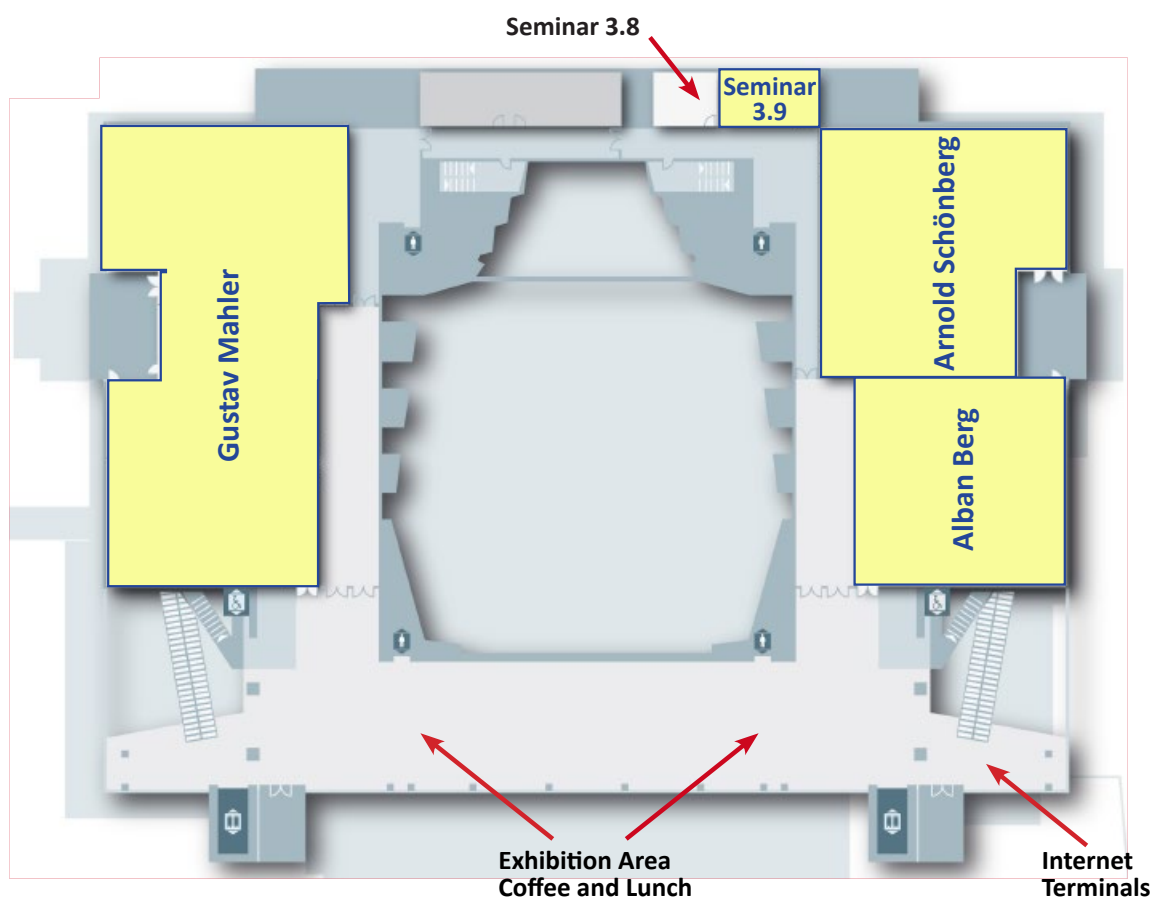 Seminar 3.8
Seminar
3.9
Gustav Mahler
Arnold Schönberg
Alban Berg
Exhibition Area
Coffee and Lunch
Internet
Terminals